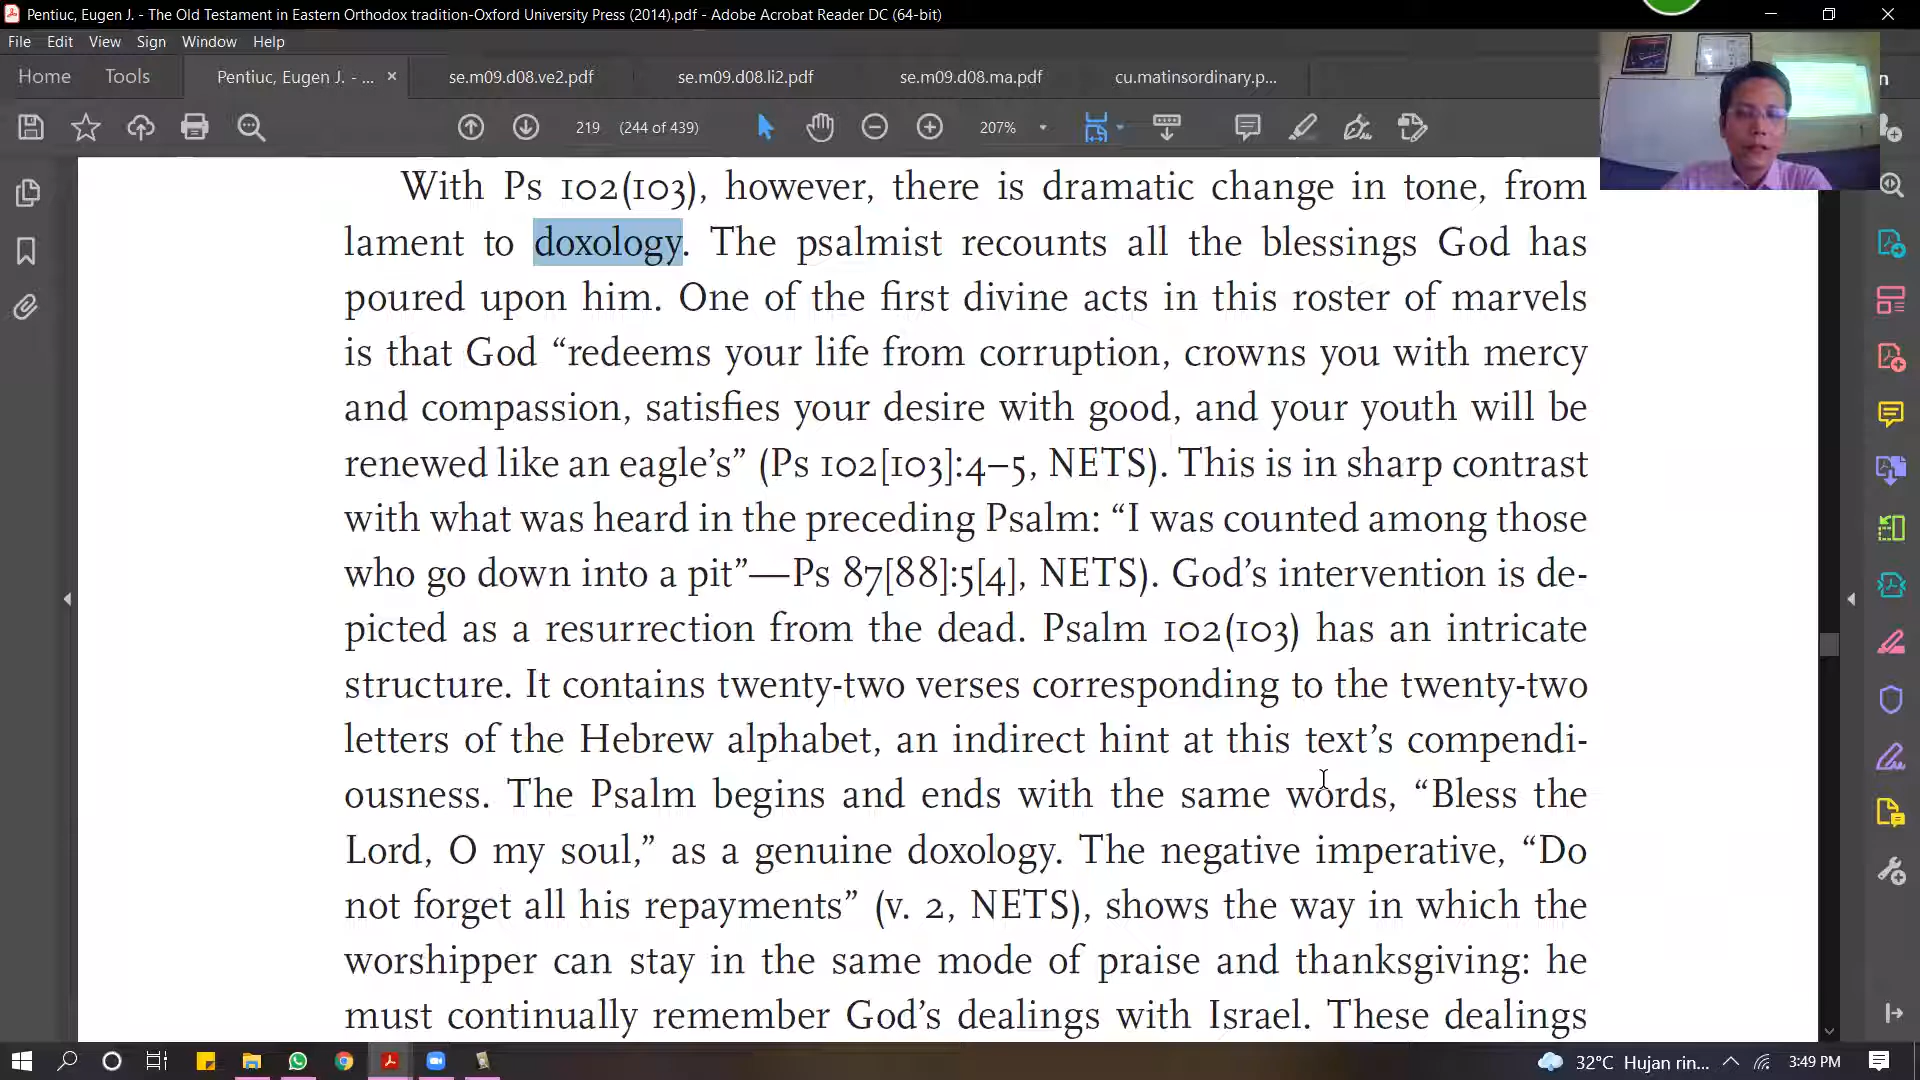 Pentiuc, Eugen J. - The Old Testament in Eastern Orthodox tradition-Oxford University Press (2014).pdf - Adobe Acrobat Reader DC (64-bit)
File Edit View Sign Window Help
Home Tools Pentiuc, Eugen J. - ... se.m09.d08.ve2.pdf se.m09.d08.li2.pdf se.m09.d08.ma.pdf cu.matinsordinary.p...
219 (244 of 439) 207%
With Ps 102(103), however, there is dramatic change in tone, from
lament to doxology. The psalmist recounts all the blessings God has
poured upon him. One of the first divine acts in this roster of marvels
is that God “redeems your life from corruption, crowns you with mercy
and compassion, satisfies your desire with good, and your youth will be
renewed like an eagle’s” (Ps 102[103]:4–5, NETS). This is in sharp contrast
with what was heard in the preceding Psalm: “I was counted among those
who go down into a pit”—Ps 87[88]:5[4], NETS). God’s intervention is de-
picted as a resurrection from the dead. Psalm 102(103) has an intricate
structure. It contains twenty-two verses corresponding to the twenty-two
letters of the Hebrew alphabet, an indirect hint at this text’s compendi-
ousness. The Psalm begins and ends with the same words, “Bless the
Lord, O my soul,” as a genuine doxology. The negative imperative, “Do
not forget all his repayments” (v. 2, NETS), shows the way in which the
worshipper can stay in the same mode of praise and thanksgiving: he
must continually remember God’s dealings with Israel. These dealings
32°C Hujan rin... 3:49 PM